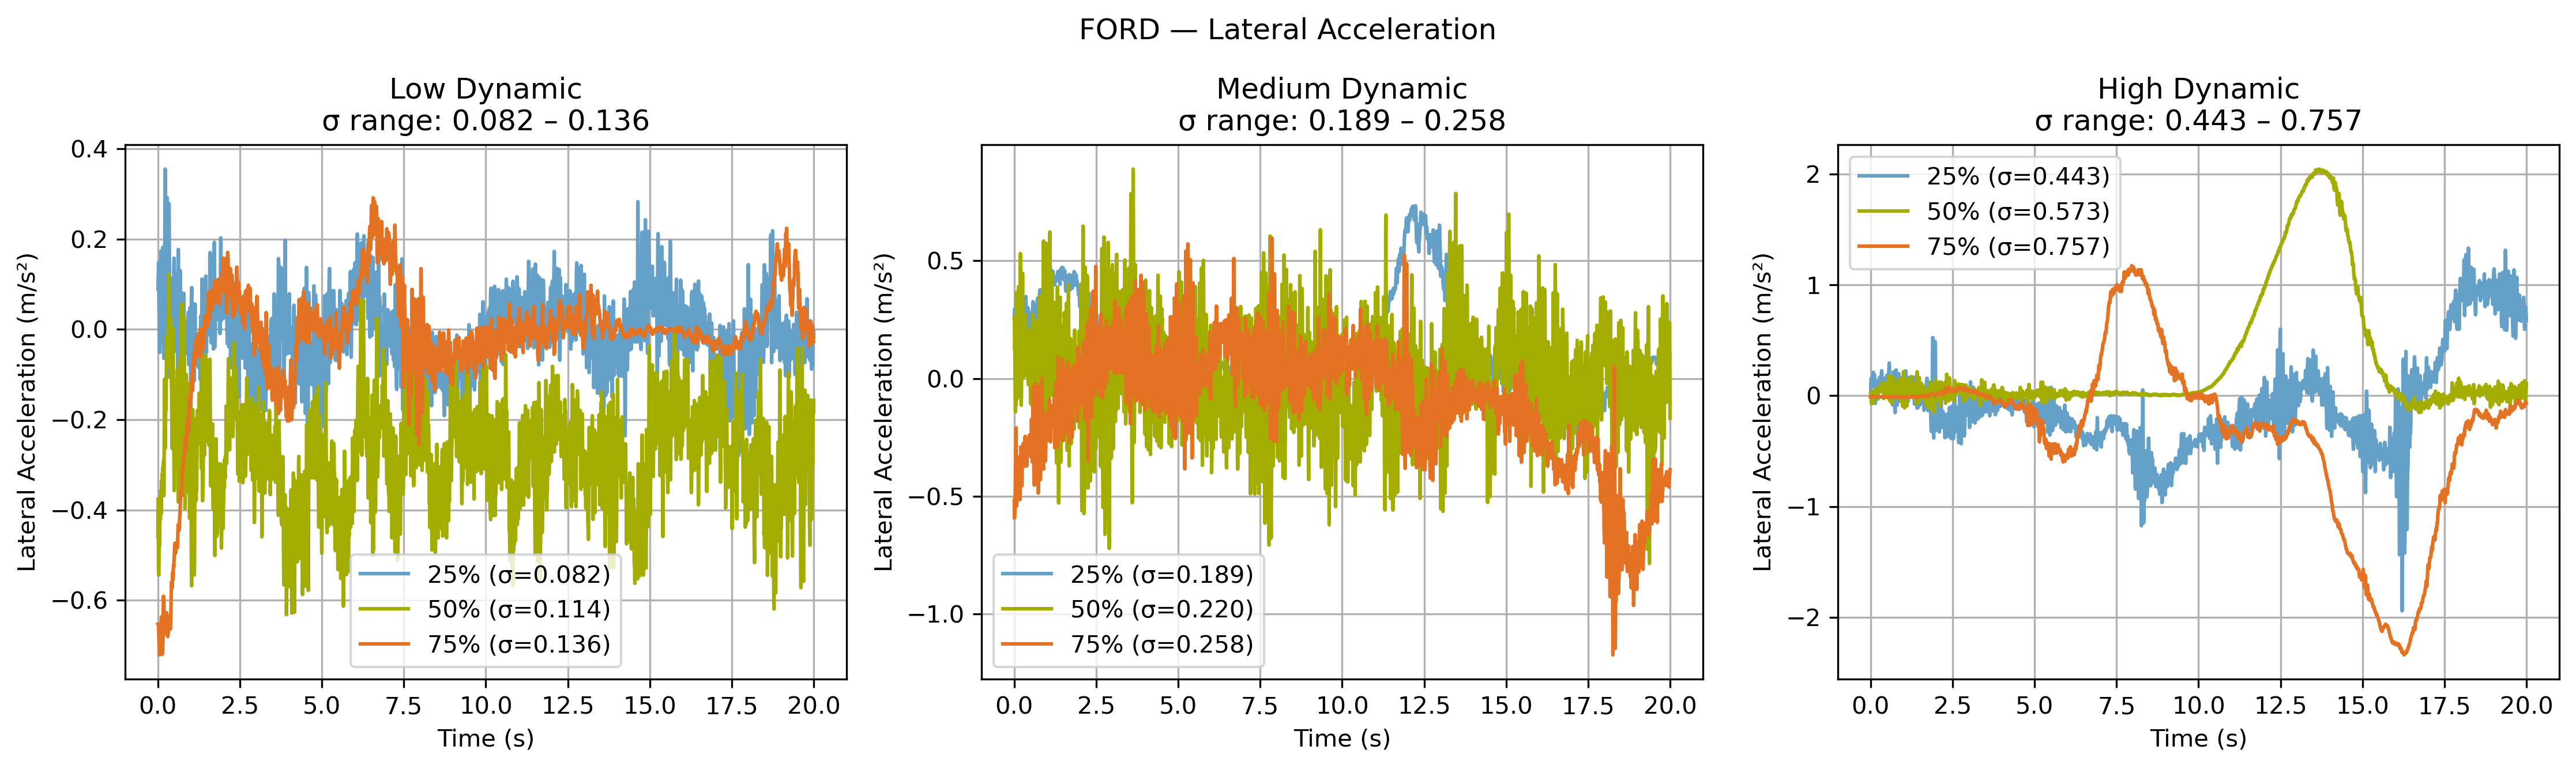 FORD — Lateral Acceleration
Low Dynamic
σ range: 0.082 – 0.136
Lateral Acceleration (m/s²)
0.4
0.2
0.0
−0.2
−0.4
−0.6
25% (σ=0.082)
50% (σ=0.114)
75% (σ=0.136)
0.0 2.5 5.0 7.5 10.0 12.5 15.0 17.5 20.0
Time (s)
Medium Dynamic
σ range: 0.189 – 0.258
Lateral Acceleration (m/s²)
0.5
0.0
−0.5
−1.0
25% (σ=0.189)
50% (σ=0.220)
75% (σ=0.258)
0.0 2.5 5.0 7.5 10.0 12.5 15.0 17.5 20.0
Time (s)
High Dynamic
σ range: 0.443 – 0.757
Lateral Acceleration (m/s²)
2
1
0
−1
−2
25% (σ=0.443)
50% (σ=0.573)
75% (σ=0.757)
0.0 2.5 5.0 7.5 10.0 12.5 15.0 17.5 20.0
Time (s)